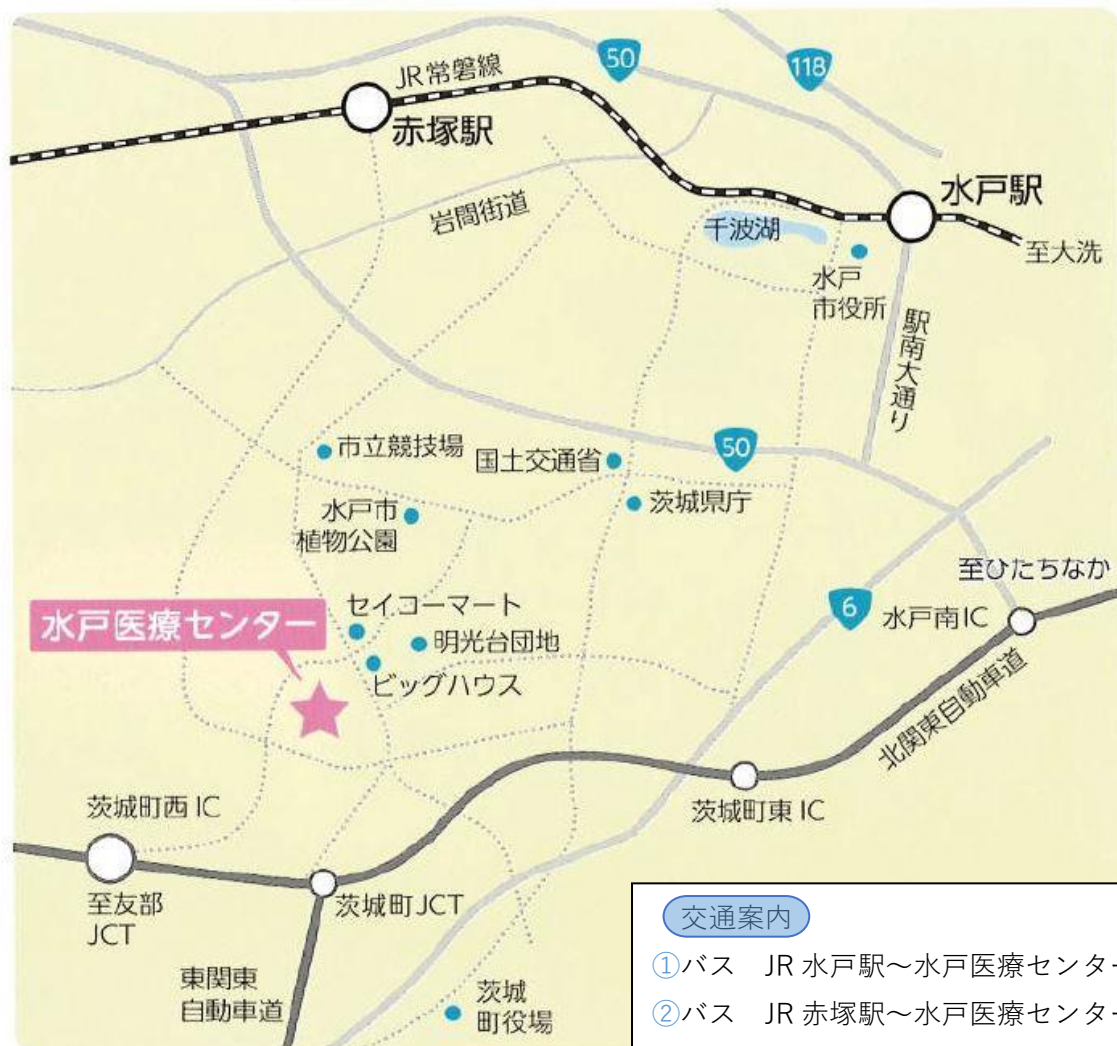 50
118
JR常磐線
赤塚駅
水戸駅
岩間街道
千波湖
至大洗
水戸
市役所
駅南大通り
市立競技場
国土交通省
50
茨城県庁
水戸市
植物公園
至ひたちなか
セイコーマート
6
水戸南IC
水戸医療センター
明光台団地
ビッグハウス
北関東自動車道
茨城町西IC
茨城町東IC
至友部
JCT
茨城町JCT
東関東
自動車道
茨城
町役場
交通案内
①バス　JR水戸駅～水戸医療センター
②バス　JR赤塚駅～水戸医療センター